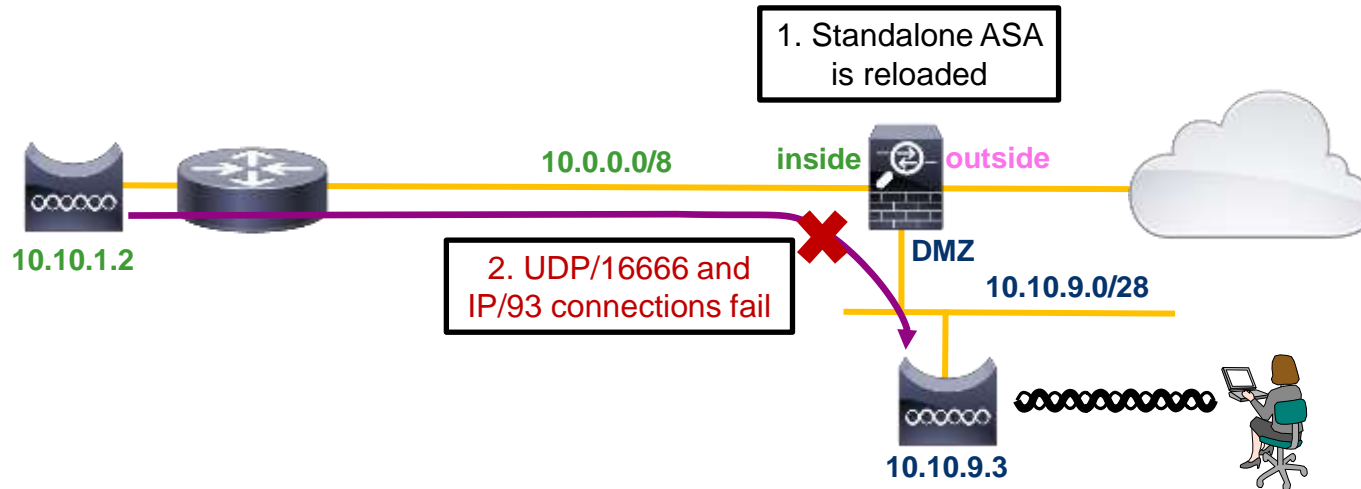 1. Standalone ASA
is reloaded
10.0.0.0/8
inside
outside
10.10.1.2
2. UDP/16666 and
IP/93 connections fail
DMZ
10.10.9.0/28
10.10.9.3